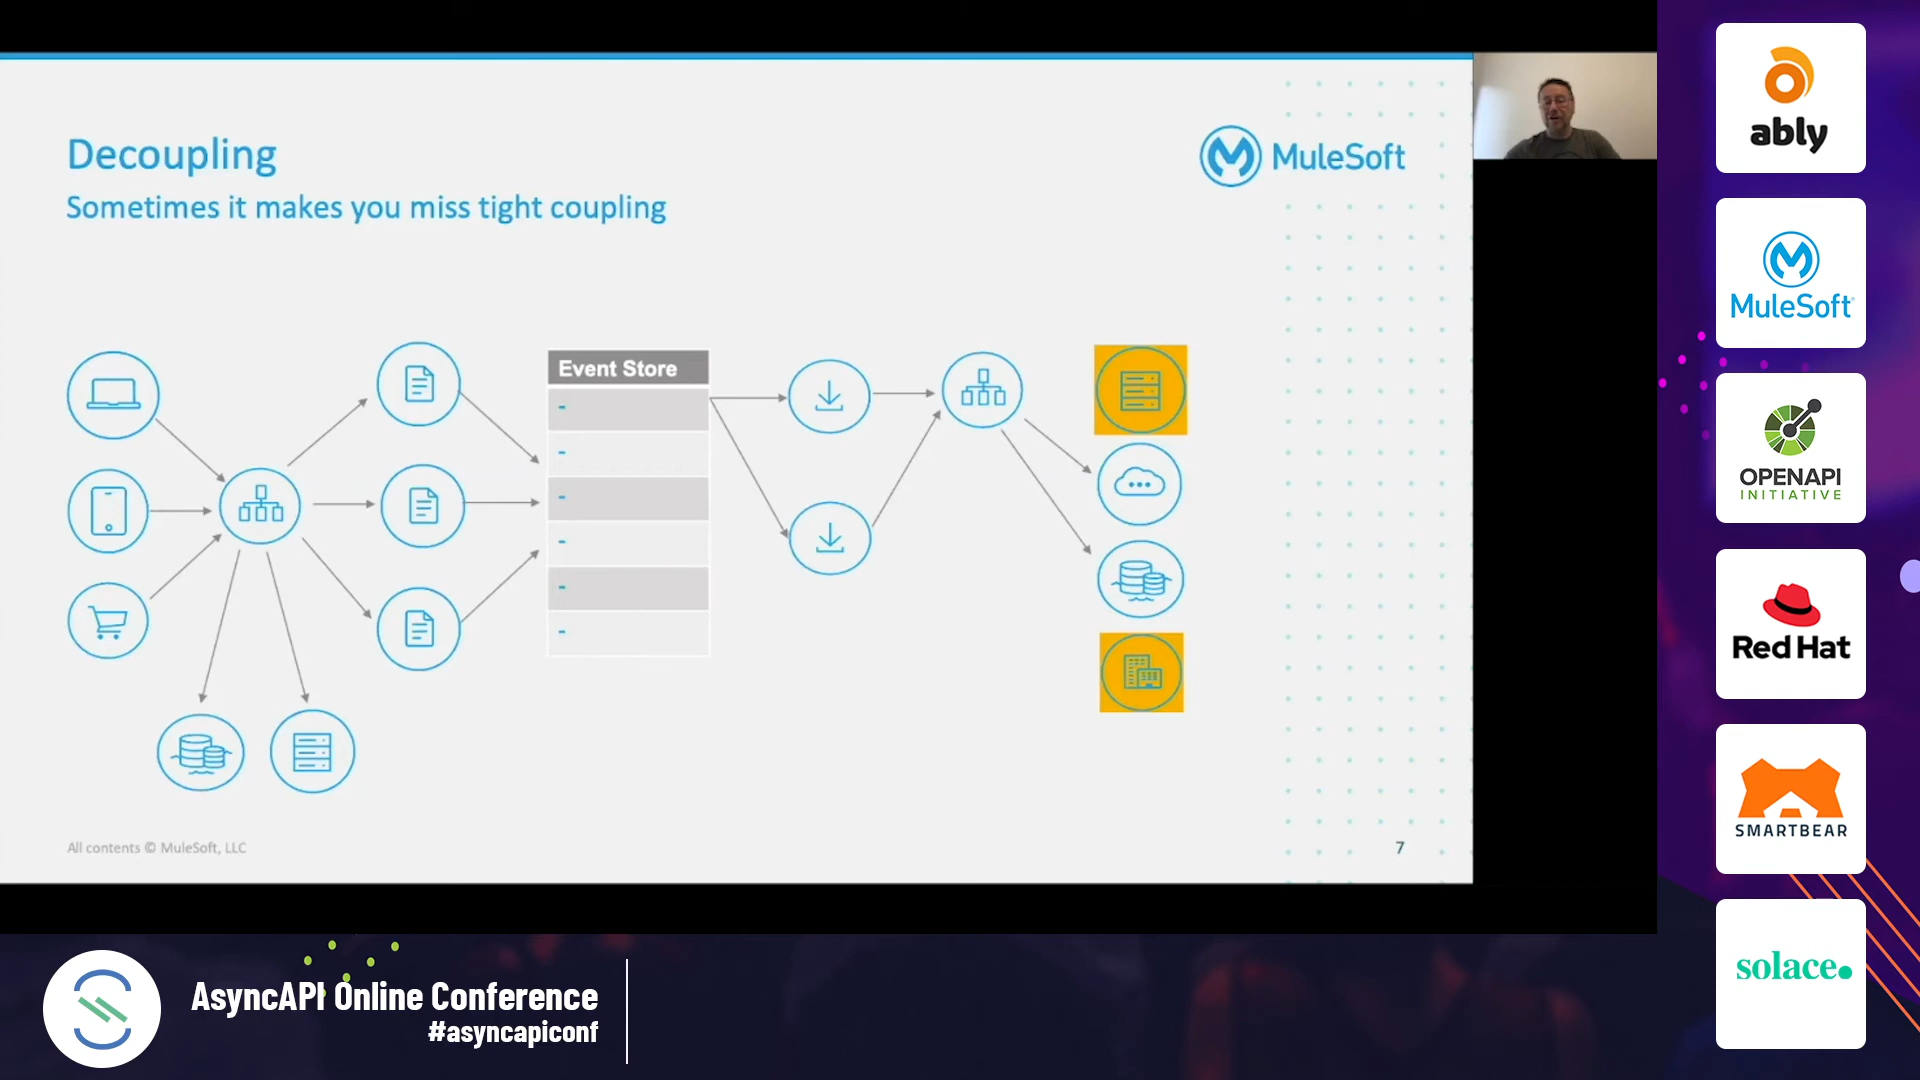 Decoupling
Sometimes it makes you miss tight coupling
MuleSoft
Event Store
-
-
-
-
-
-
All contents © MuleSoft, LLC
7
ably
MuleSoft
OPENAPI
INITIATIVE
Red Hat
SMARTBEAR
solace.
AsyncAPI Online Conference
#asyncapiconf